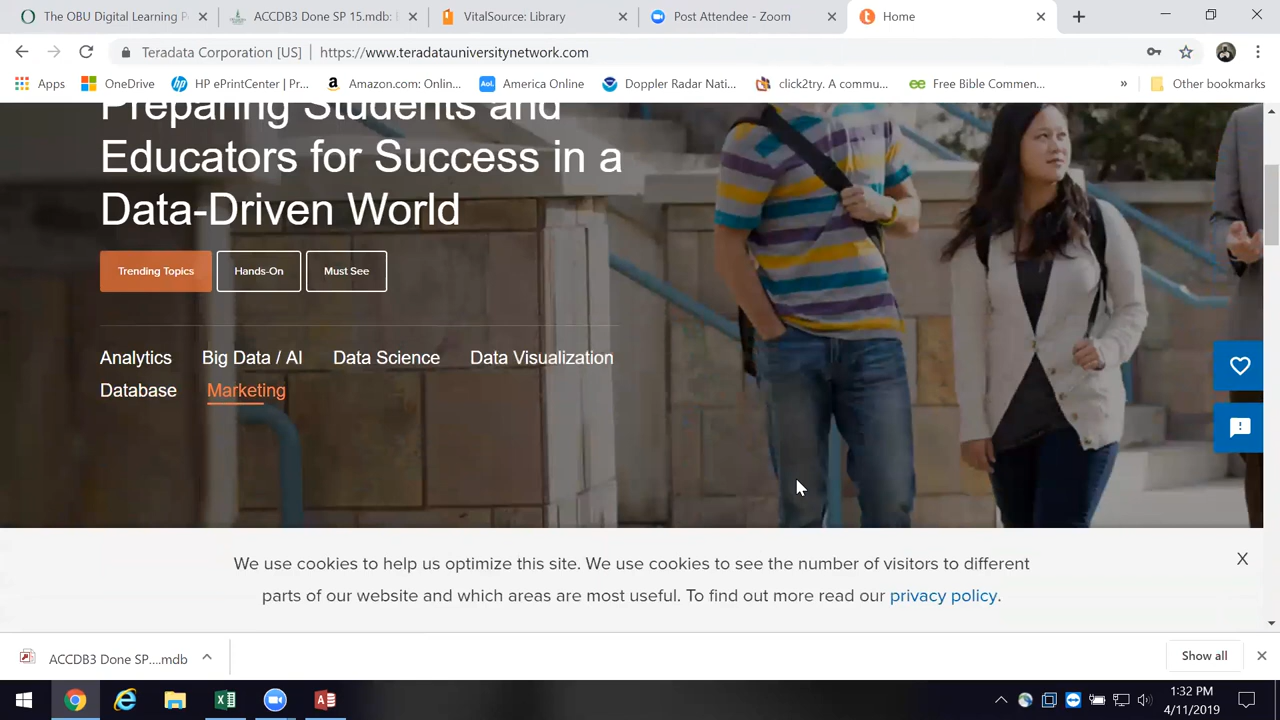 The OBU Digital Learning P
ACCDB3 Done SP 15.mdb:
VitalSource: Library
Post Attendee - Zoom
Home
Teradata Corporation [US] | https://www.teradatauniversitynetwork.com
Apps
OneDrive
HP ePrintCenter | Pr...
Amazon.com: Onlin...
Aol.
America Online
Doppler Radar Nati...
click2try. A commu...
Free Bible Commen...
»
Other bookmarks
Preparing Students and
Educators for Success in a
Data-Driven World
Trending Topics
Hands-On
Must See
Analytics
Big Data / AI
Data Science
Data Visualization
Database
Marketing
We use cookies to help us optimize this site. We use cookies to see the number of visitors to different
parts of our website and which areas are most useful. To find out more read our privacy policy.
X
ACCDB3 Done SP....mdb
Show all
1:32 PM
4/11/2019